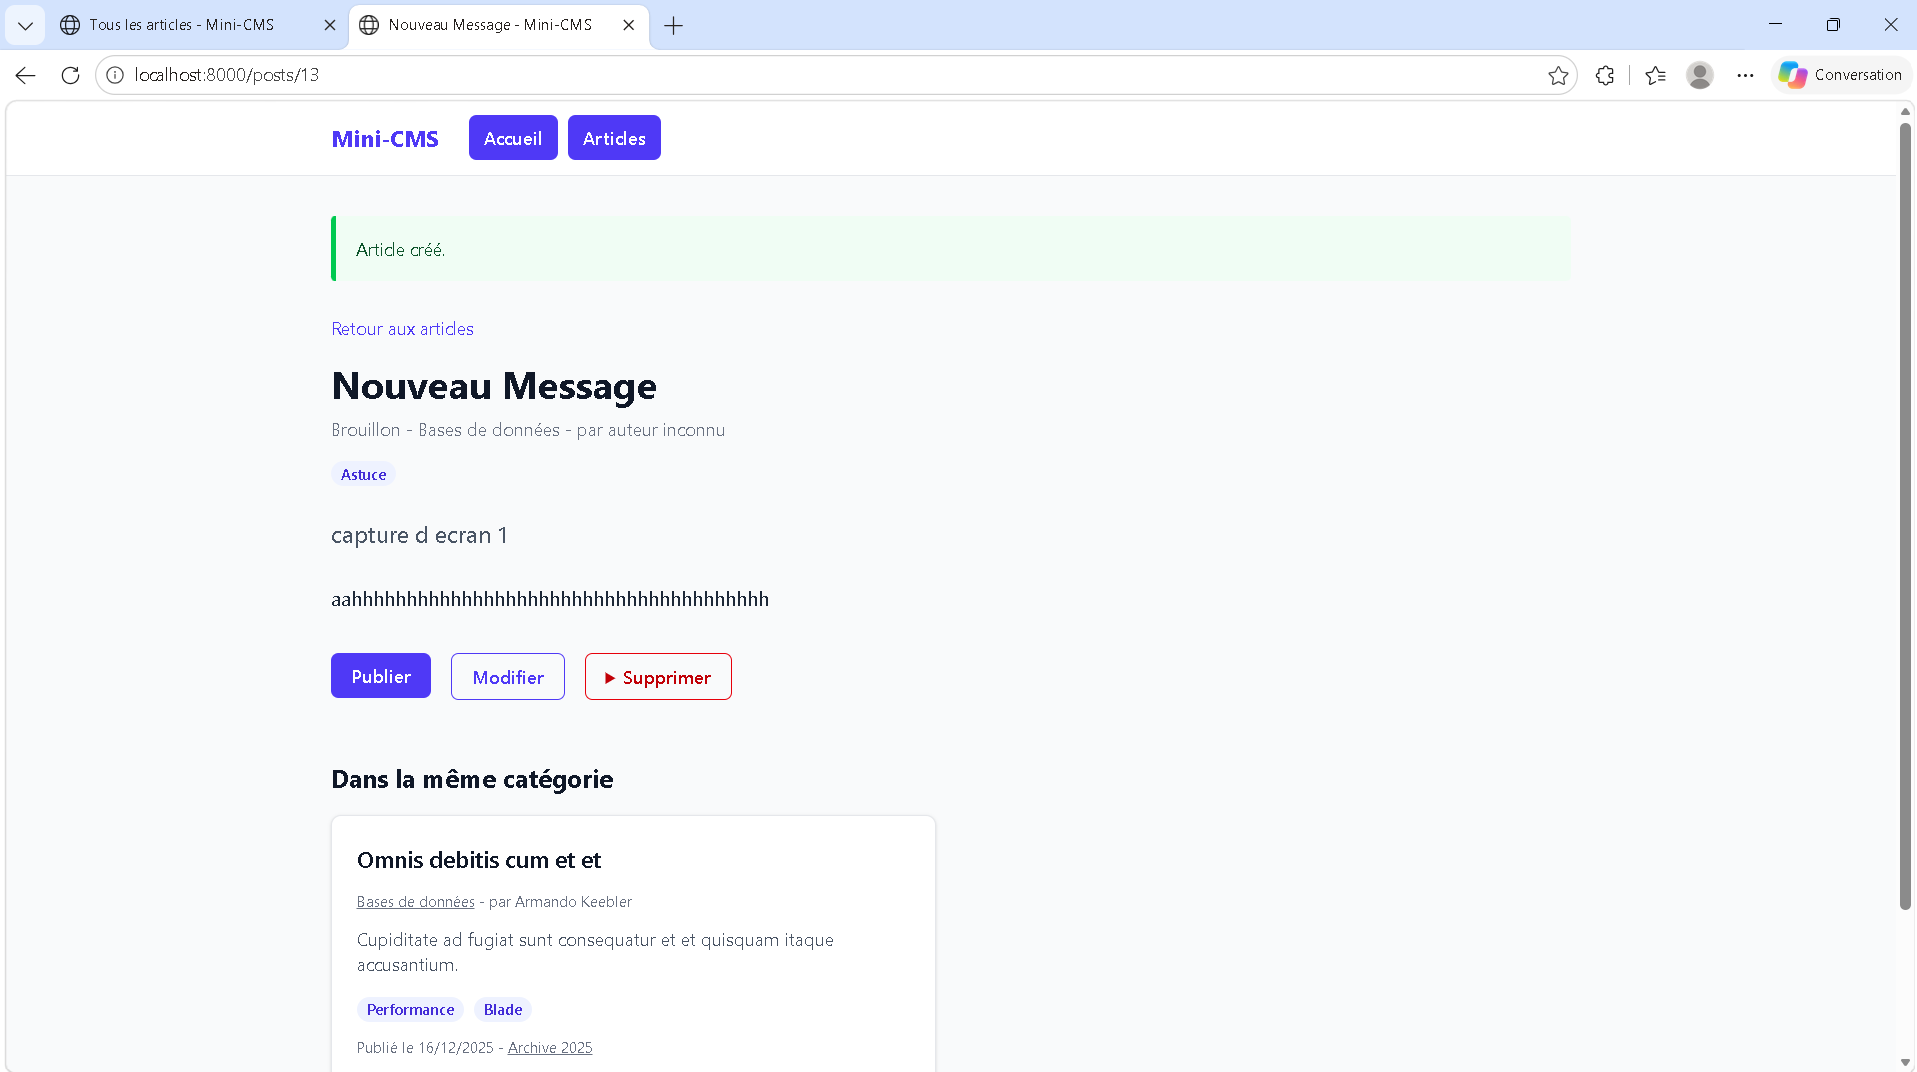 Tous les articles - Mini-CMS
Nouveau Message - Mini-CMS
localhost:8000/posts/13
Conversation
Mini-CMS
Accueil
Articles
Article créé.
Retour aux articles
Nouveau Message
Brouillon - Bases de données - par auteur inconnu
Astuce
capture d ecran 1
aahhhhhhhhhhhhhhhhhhhhhhhhhhhhhhhhhhhhhh
Publier
Modifier
Supprimer
Dans la même catégorie
Omnis debitis cum et et
Bases de données - par Armando Keebler
Cupiditate ad fugiat sunt consequatur et et quisquam itaque
accusantium.
Performance
Blade
Publié le 16/12/2025 - Archive 2025